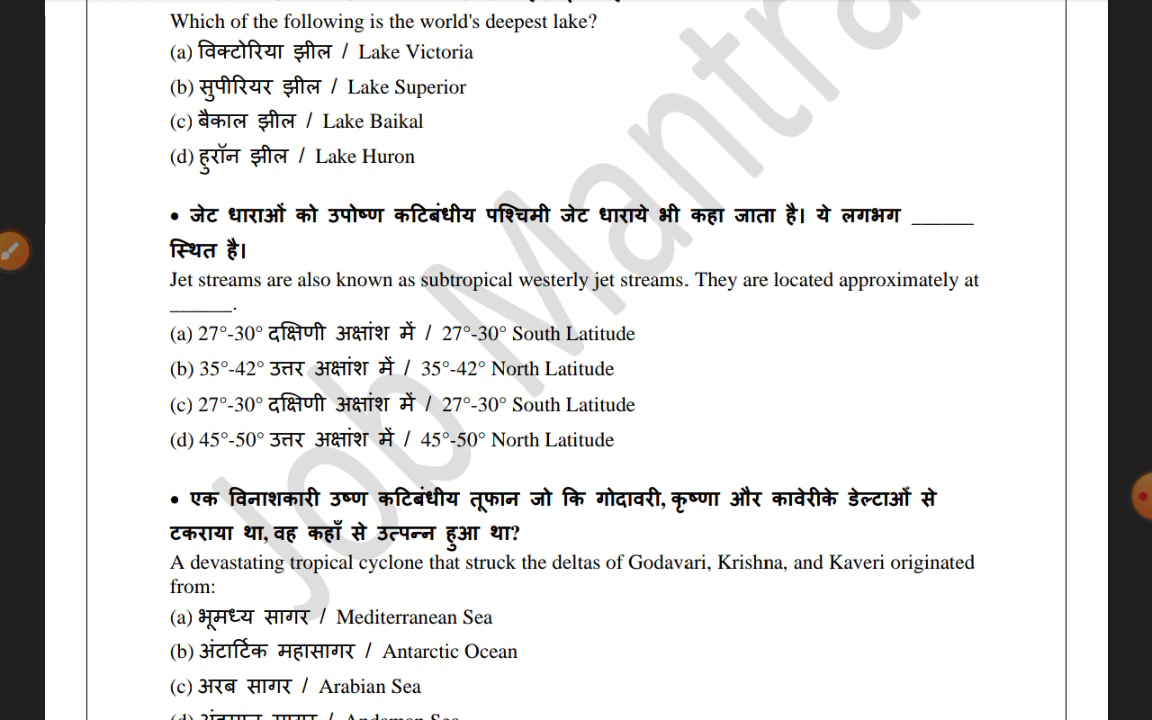 Which of the following is the world's deepest lake?
(a) विक्टोरिया झील / Lake Victoria
(b) सुपीरियर झील / Lake Superior
(c) बैकाल झील / Lake Baikal
(d) हुरॉन झील / Lake Huron
• जेट धाराओं को उपोष्ण कटिबंधीय पश्चिमी जेट धाराये भी कहा जाता है। ये लगभग ______
स्थित है।
Jet streams are also known as subtropical westerly jet streams. They are located approximately at
______.
(a) 27°-30° दक्षिणी अक्षांश में / 27°-30° South Latitude
(b) 35°-42° उत्तर अक्षांश में / 35°-42° North Latitude
(c) 27°-30° दक्षिणी अक्षांश में / 27°-30° South Latitude
(d) 45°-50° उत्तर अक्षांश में / 45°-50° North Latitude
• एक विनाशकारी उष्ण कटिबंधीय तूफान जो कि गोदावरी, कृष्णा और कावेरीके डेल्टाओं से
टकराया था, वह कहाँ से उत्पन्न हुआ था?
A devastating tropical cyclone that struck the deltas of Godavari, Krishna, and Kaveri originated
from:
(a) भूमध्य सागर / Mediterranean Sea
(b) अंटार्टिक महासागर / Antarctic Ocean
(c) अरब सागर / Arabian Sea
(d) अंडमान सागर / Andaman Sea
Job Mantra